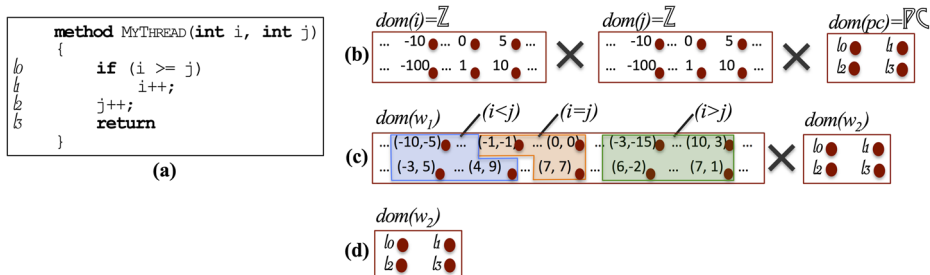 method MYTHREAD(int i, int j)
{
l0 if (i >= j)
l1 i++;
l2 j++;
l3 return
}
(a)
dom(i)=ℤ dom(j)=ℤ dom(pc)=ℙℂ
(b) ... -10 ... 0 5 ... × ... -10 ... 0 5 ... × l0 l1
... -100 ... 1 10 ... ... -100 ... 1 10 ... l2 l3
dom(w1) (i<j) (i=j) (i>j) dom(w2)
(c) ... (-10,-5) ... (-1,-1) ... (0, 0) ... (-3,-15) ... (10, 3) ... × l0 l1
... (-3, 5) ... (4, 9) ... (7, 7) ... (6,-2) ... (7, 1) ... l2 l3
dom(w2)
(d) l0 l1
l2 l3